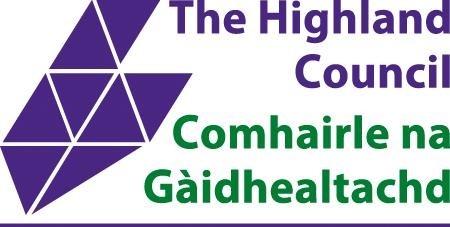 The Highland
Council
Comhairle na
Gàidhealtachd